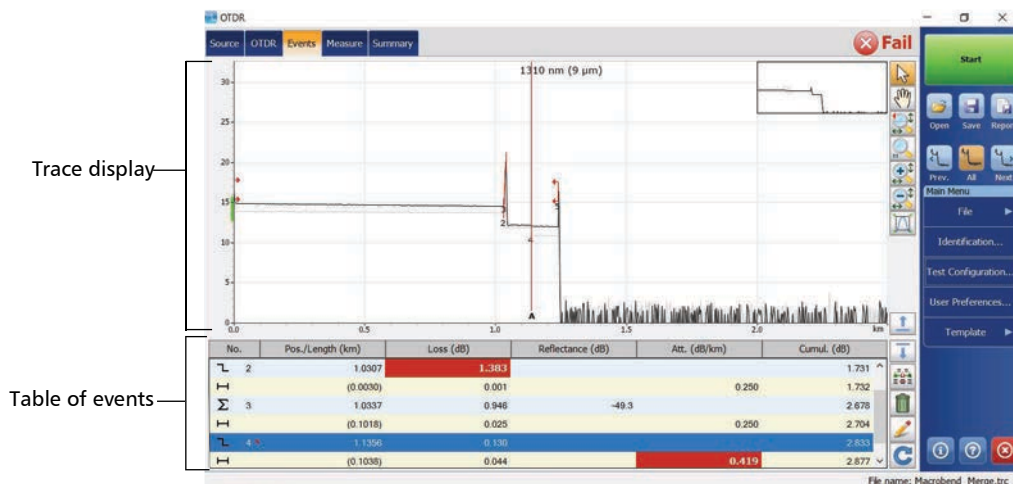 OTDR
Source OTDR Events Measure Summary
Fail
1310 nm (9 µm)
30
25
20
15
10
5
0
0.0 0.5 1.0 1.5 2.0 km
2
4
A
Trace display
Table of events
No. Pos./Length (km) Loss (dB) Reflectance (dB) Att. (dB/km) Cumul. (dB)
2 1.0307 1.383 1.731
(0.0030) 0.001 0.250 1.732
Σ 3 1.0337 0.946 -49.3 2.678
(0.1018) 0.025 0.250 2.704
4 1.1356 0.130 2.833
(0.1038) 0.044 0.419 2.877
Start
Open Save Repor
Prev. All Next
Main Menu
File
Identification...
Test Configuration...
User Preferences...
Template
File name: Macrobend_Merge.trc